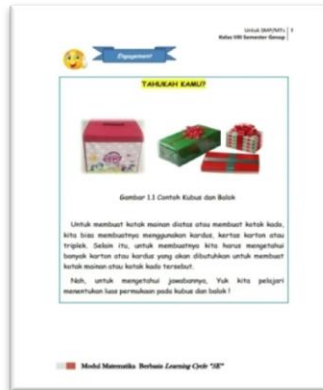 Untuk SMP/MTs | 1
Kelas VIII Semester Genap
Engagement
TAHUKAH KAMU?
Gambar 1.1 Contoh Kubus dan Balok
Untuk membuat kotak mainan diatas atau membuat kotak kado,
kita bisa membuatnya menggunakan kardus, kertas karton atau
triplek. Selain itu, untuk membuatnya kita harus mengetahui
banyak karton atau kardus yang akan dibutuhkan untuk membuat
kotak mainan atau kotak kado tersebut.
Nah, untuk mengetahui jawabannya, Yuk kita pelajari
menentukan luas permukaan pada kubus dan balok !
Modul Matematika Berbasis Learning Cycle "5E"